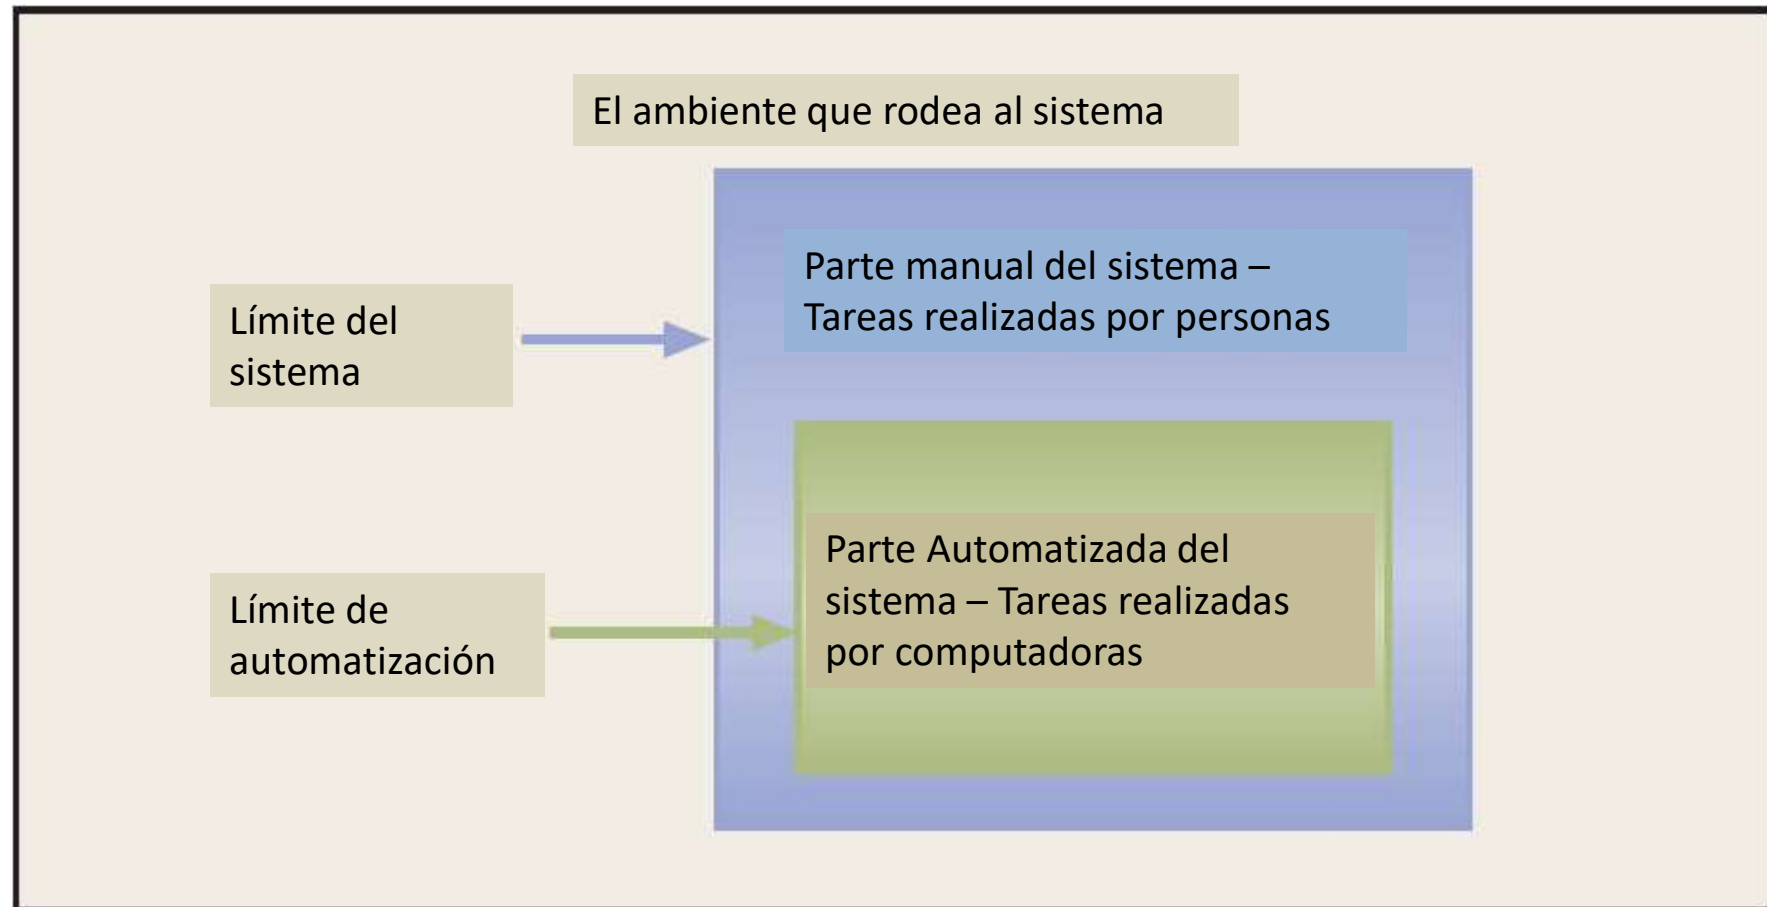 El ambiente que rodea al sistema
Parte manual del sistema –
Tareas realizadas por personas
Límite del
sistema
Parte Automatizada del
sistema – Tareas realizadas
por computadoras
Límite de
automatización